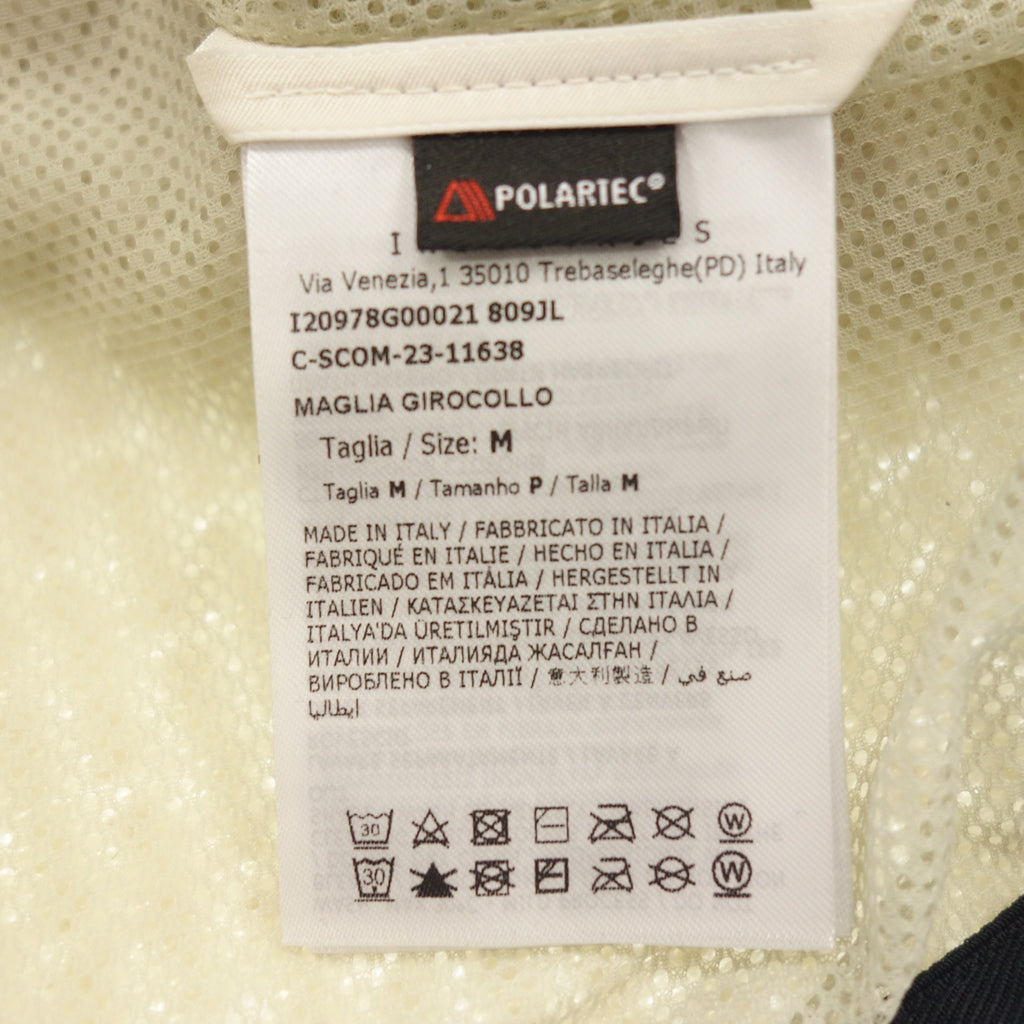 POLARTEC®
Via Venezia,1 35010 Trebaseleghe(PD) Italy
I20978G00021 809JL
C-SCOM-23-11638
MAGLIA GIROCOLLO
Taglia / Size: M
Taglia M / Tamanho P / Talla M
MADE IN ITALY / FABBRICATO IN ITALIA /
FABRIQUÉ EN ITALIE / HECHO EN ITALIA /
FABRICADO EM ITÁLIA / HERGESTELLT IN
ITALIEN / ΚΑΤΑΣΚΕΥΑΖΕΤΑΙ ΣΤΗΝ ΙΤΑΛΙΑ /
ITALYA'DA ÜRETILMIŞTIR / СДЕЛАНО В
ИТАЛИИ / ИТАЛИЯДА ЖАСАЛҒАН /
ВИРОБЛЕНО В ІТАЛІЇ / 意大利製造 / صنع في
ايطاليا
30 W
30 W